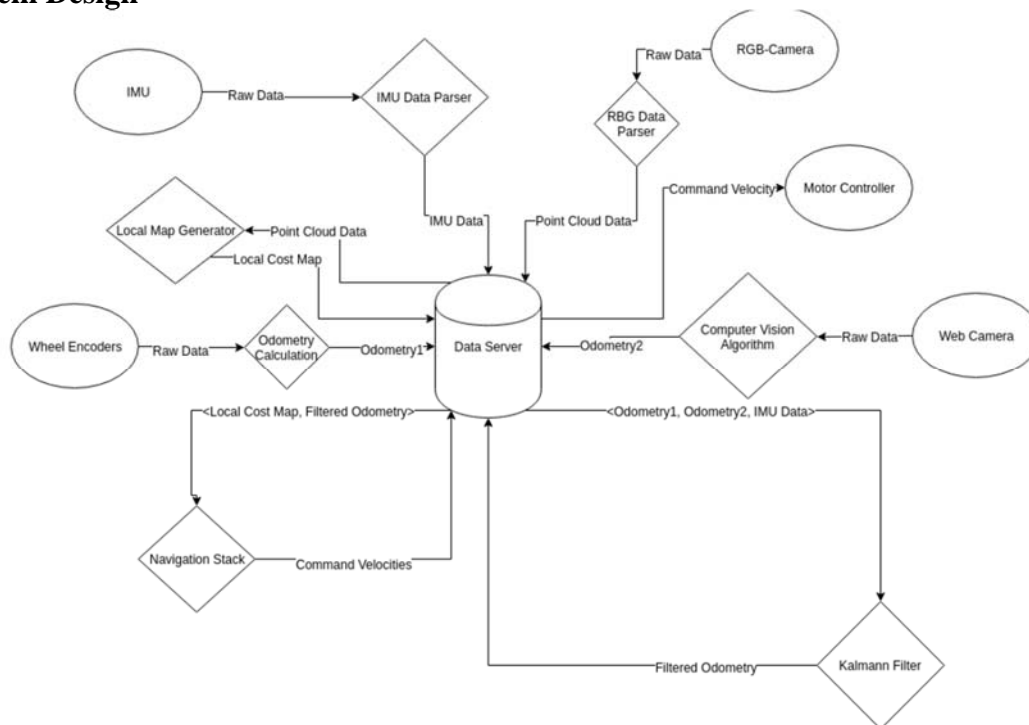 RGB-Camera
Raw Data
IMU
Raw Data
IMU Data Parser
RBG Data
Parser
Command Velocity
Motor Controller
IMU Data
Point Cloud Data
Local Map Generator
Point Cloud Data
Local Cost Map
Wheel Encoders
Raw Data
Odometry
Calculation
Odometry1
Data Server
Odometry2
Computer Vision
Algorithm
Raw Data
Web Camera
<Local Cost Map, Filtered Odometry>
<Odometry1, Odometry2, IMU Data>
Navigation Stack
Command Velocities
Filtered Odometry
Kalmann Filter